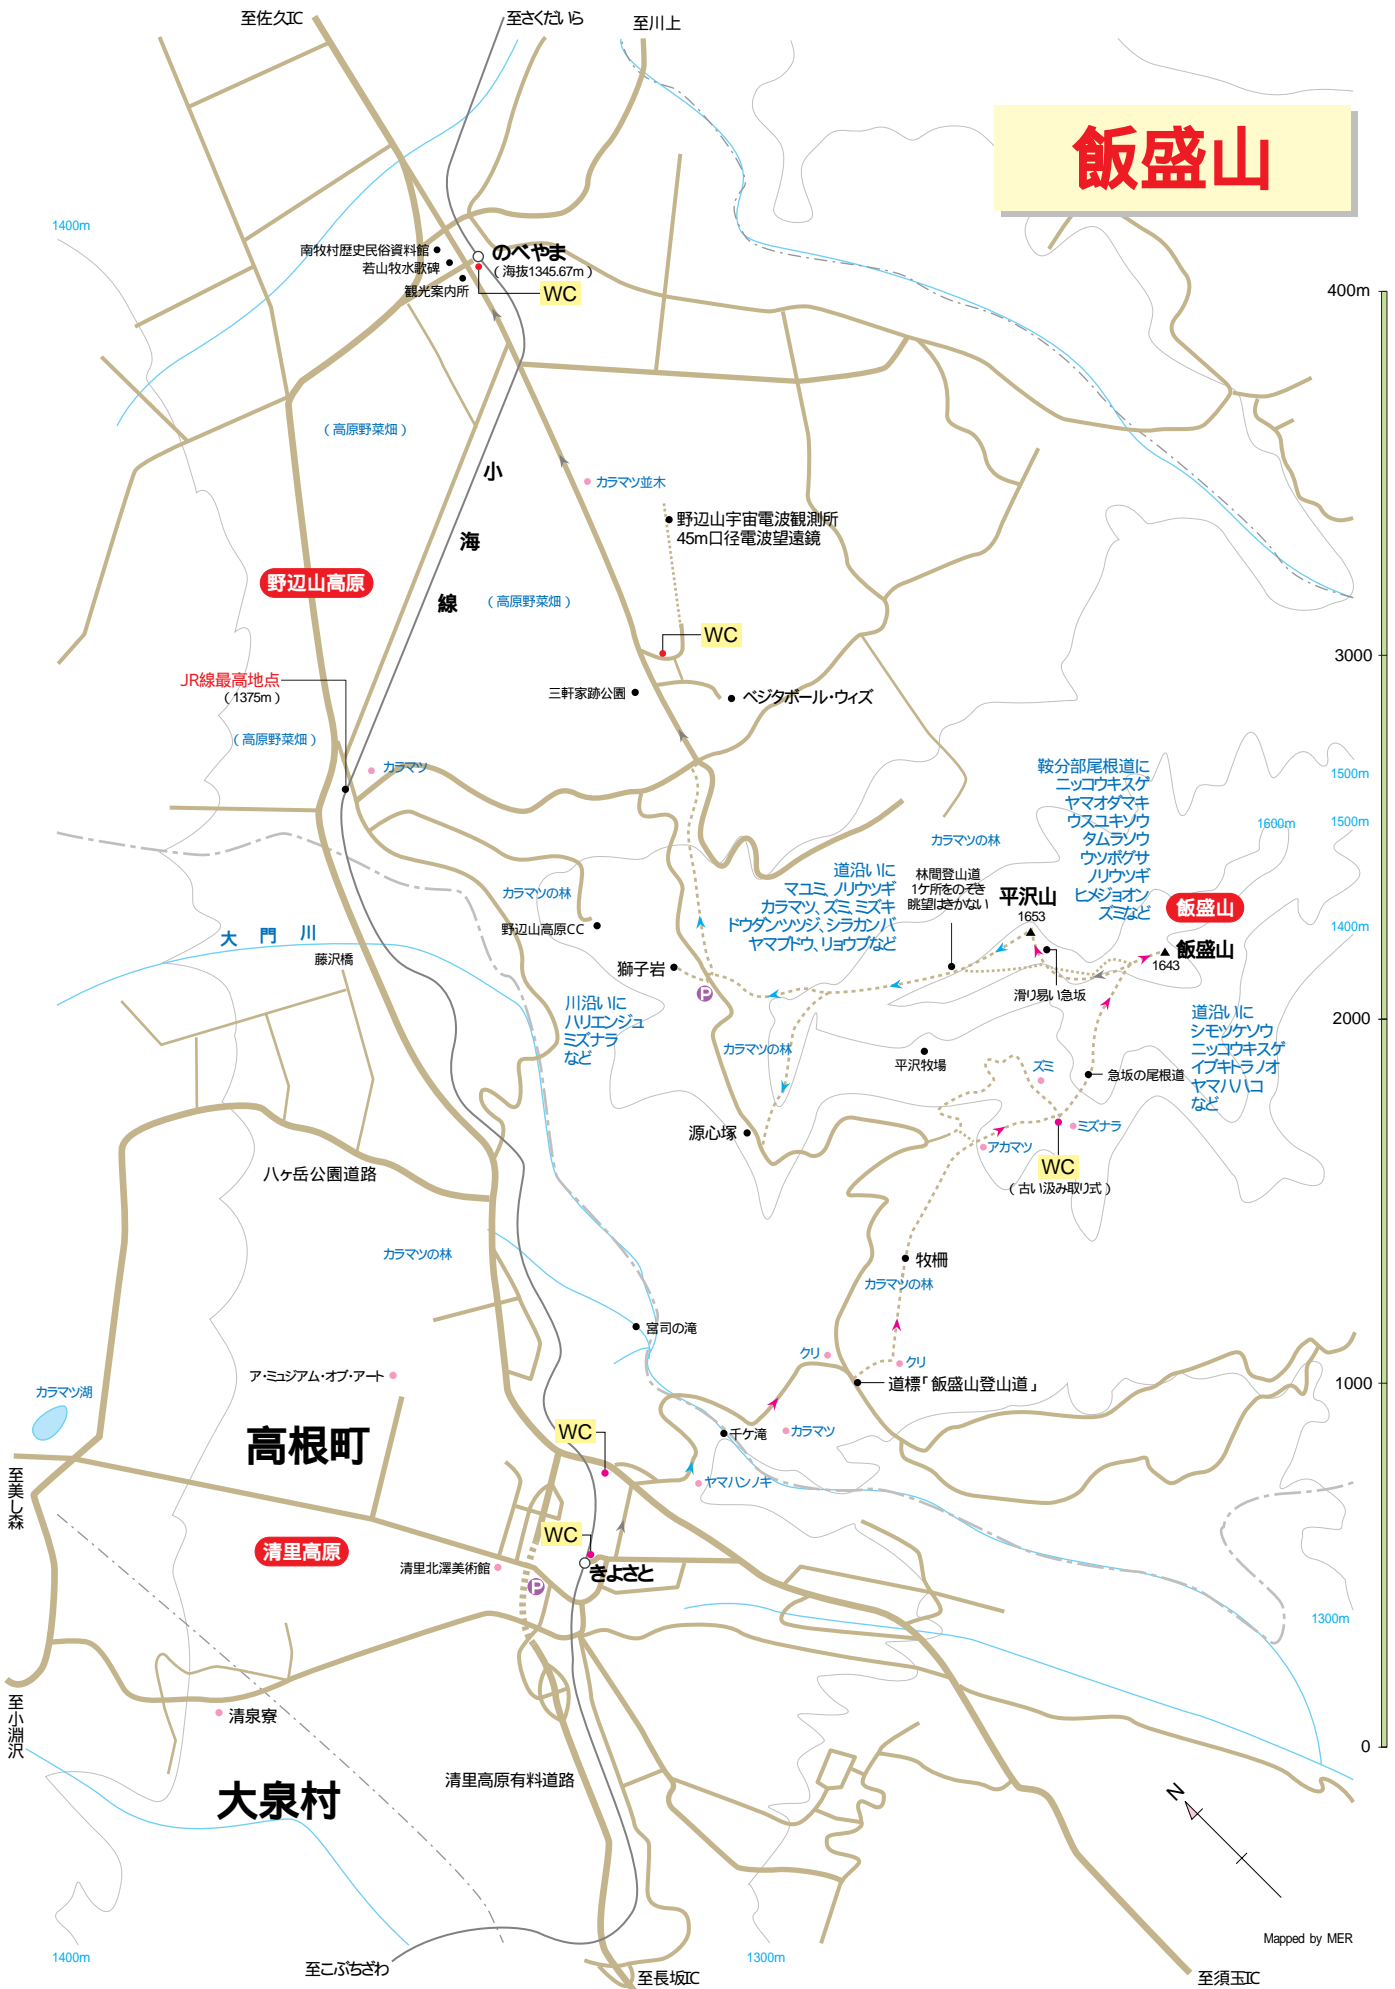 至佐久IC
至さくだいら
至川上
飯盛山
1400m
南牧村歴史民俗資料館
若山牧水歌碑
観光案内所
のべやま
(海抜1345.67m)
WC
400m
(高原野菜畑)
小
海
線
カラマツ並木
野辺山宇宙電波観測所
45m口径電波望遠鏡
野辺山高原
(高原野菜畑)
WC
3000
JR線最高地点
(1375m)
三軒家跡公園
ベジタボール・ウィズ
(高原野菜畑)
カラマツ
鞍分部尾根道に
ニッコウキスゲ
ヤマオダマキ
ウスユキソウ
タムラソウ
ウツボグサ
ノリウツギ
ヒメジョオン
ズミなど
1500m
1600m
1500m
カラマツの林
道沿いに
マユミ、ノリウツギ
カラマツ、ズミ、ミズキ
ドウダンツツジ、シラカンバ
ヤマブドウ、リョウブなど
林間登山道
1ケ所をのぞき
眺望はきかない
平沢山
1653
飯盛山
飯盛山
1643
1400m
カラマツの林
野辺山高原CC
大門川
藤沢橋
獅子岩
P
滑り易い急坂
川沿いに
ハリエンジュ
ミズナラ
など
道沿いに
シモツケソウ
ニッコウキスゲ
イブキトラノオ
ヤマハハコ
など
2000
カラマツの林
平沢牧場
ズミ
急坂の尾根道
源心塚
ミズナラ
アカマツ
WC
(古い汲み取り式)
八ヶ岳公園道路
カラマツの林
牧柵
カラマツの林
宮司の滝
クリ
クリ
ア・ミュジアム・オブ・アート
道標「飯盛山登山道」
1000
カラマツ湖
高根町
WC
千ケ滝
カラマツ
至美し森
ヤマハンノキ
WC
清里高原
清里北澤美術館
きよさと
P
1300m
至小淵沢
清泉寮
0
清里高原有料道路
大泉村
N
Mapped by MER
1400m
至こぶちざわ
1300m
至長坂IC
至須玉IC